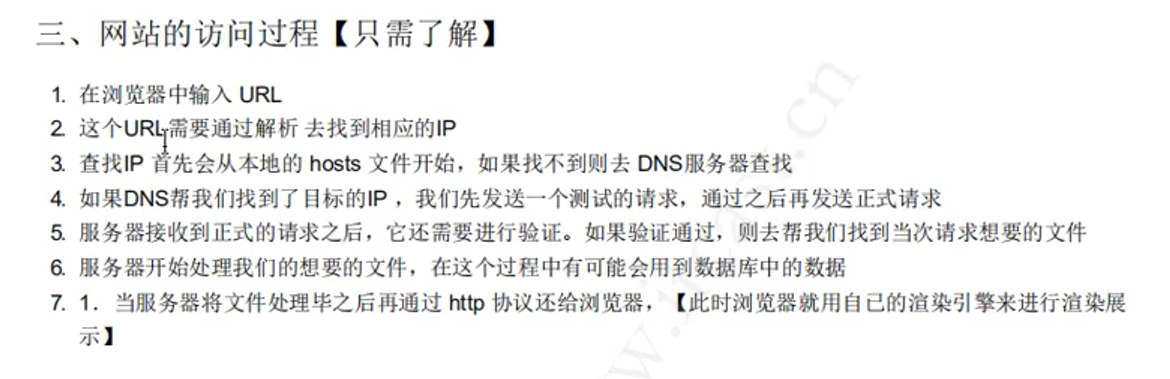 三、网站的访问过程【只需了解】
1. 在浏览器中输入 URL
2. 这个URL需要通过解析 去找到相应的IP
3. 查找IP 首先会从本地的 hosts 文件开始，如果找不到则去 DNS服务器查找
4. 如果DNS帮我们找到了目标的IP ，我们先发送一个测试的请求，通过之后再发送正式请求
5. 服务器接收到正式的请求之后，它还需要进行验证。如果验证通过，则去帮我们找到当次请求想要的文件
6. 服务器开始处理我们的想要的文件，在这个过程中有可能会用到数据库中的数据
7. 1．当服务器将文件处理毕之后再通过 http 协议还给浏览器，【此时浏览器就用自已的渲染引擎来进行渲染展
示】